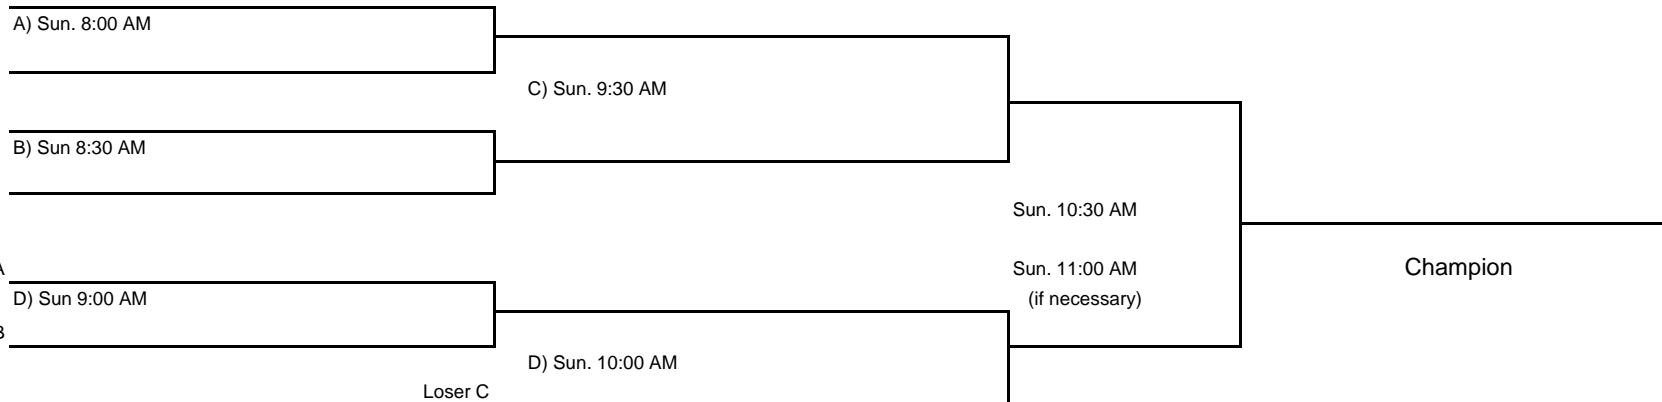 A) Sun. 8:00 AM
C) Sun. 9:30 AM
B) Sun 8:30 AM
Sun. 10:30 AM
A
Sun. 11:00 AM
Champion
D) Sun 9:00 AM
(if necessary)
B
D) Sun. 10:00 AM
Loser C